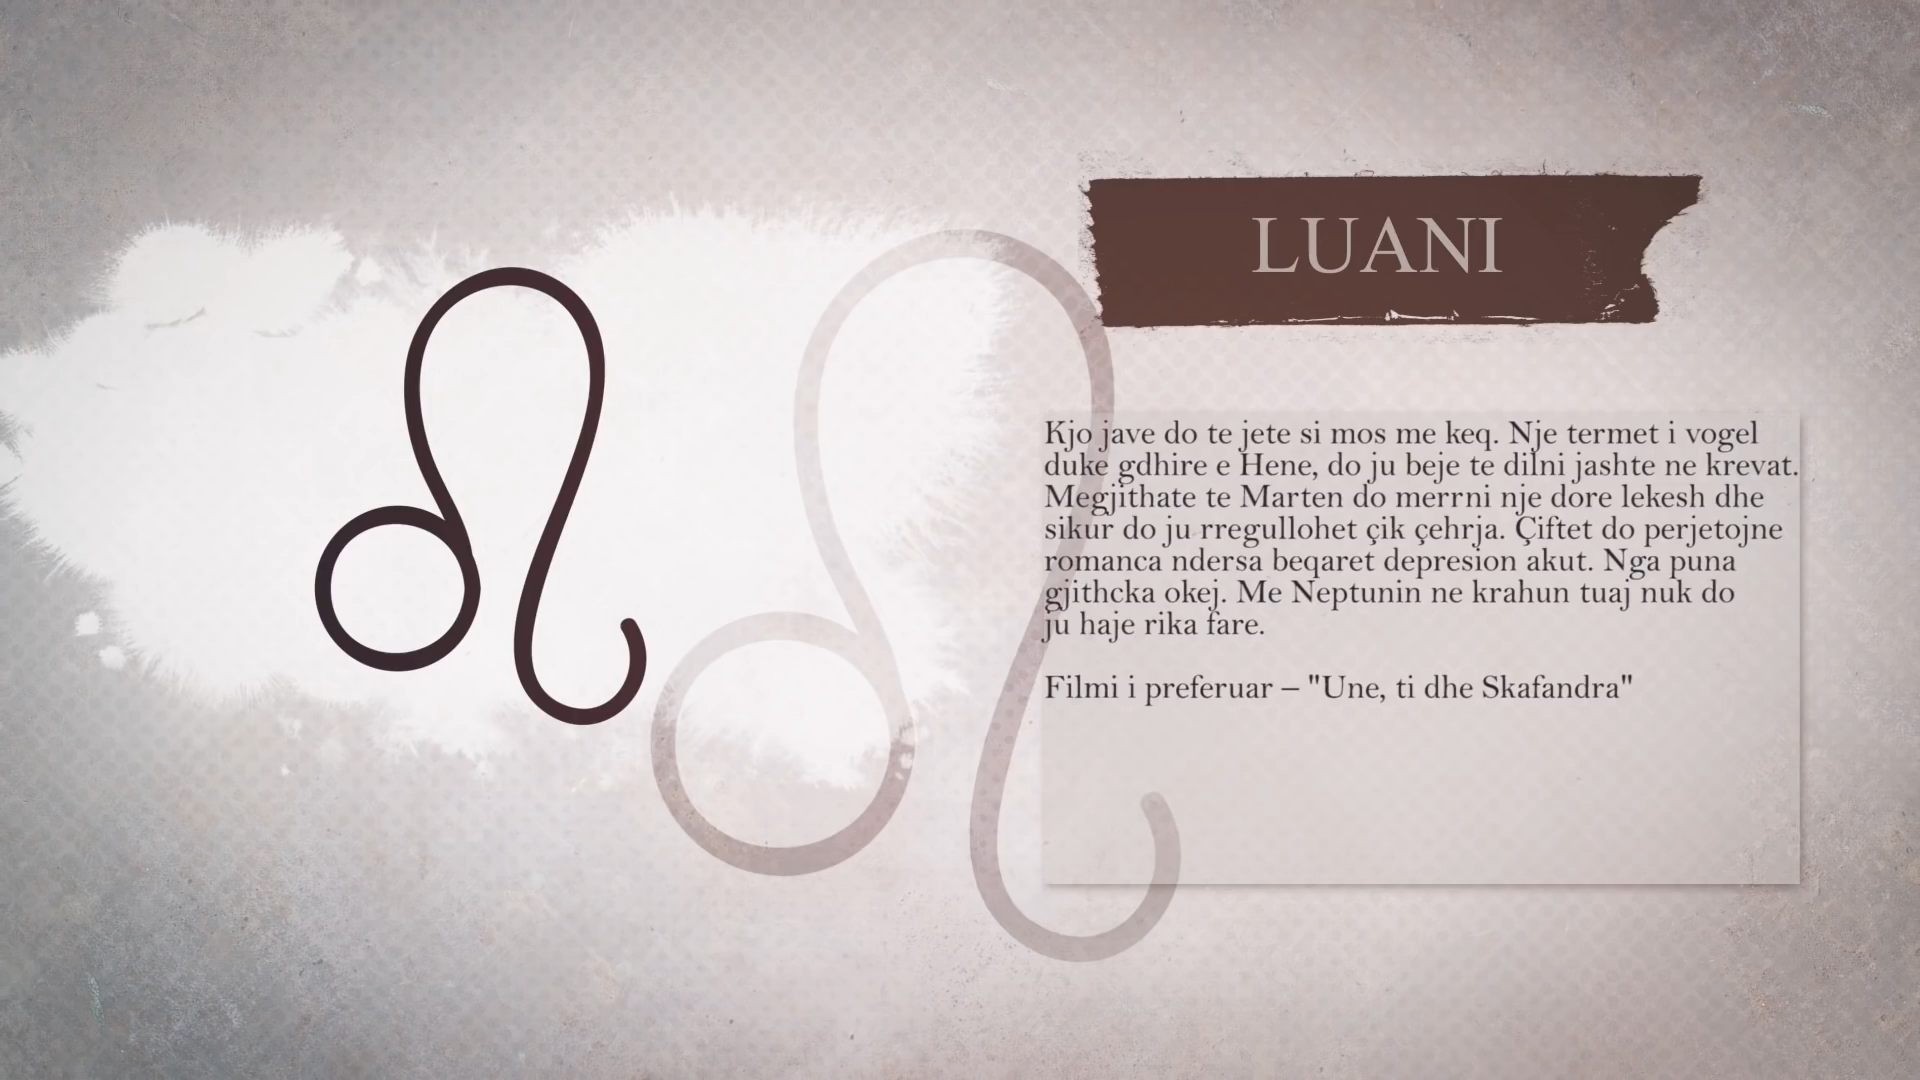 LUANI
Kjo jave do te jete si mos me keq. Nje termet i vogel
duke gdhire e Hene, do ju beje te dilni jashte ne krevat.
Megjithate te Marten do merrni nje dore lekesh dhe
sikur do ju rregullohet çik çehrja. Çiftet do perjetojne
romanca ndersa beqaret depresion akut. Nga puna
gjithcka okej. Me Neptunin ne krahun tuaj nuk do
ju haje rika fare.
Filmi i preferuar – "Une, ti dhe Skafandra"